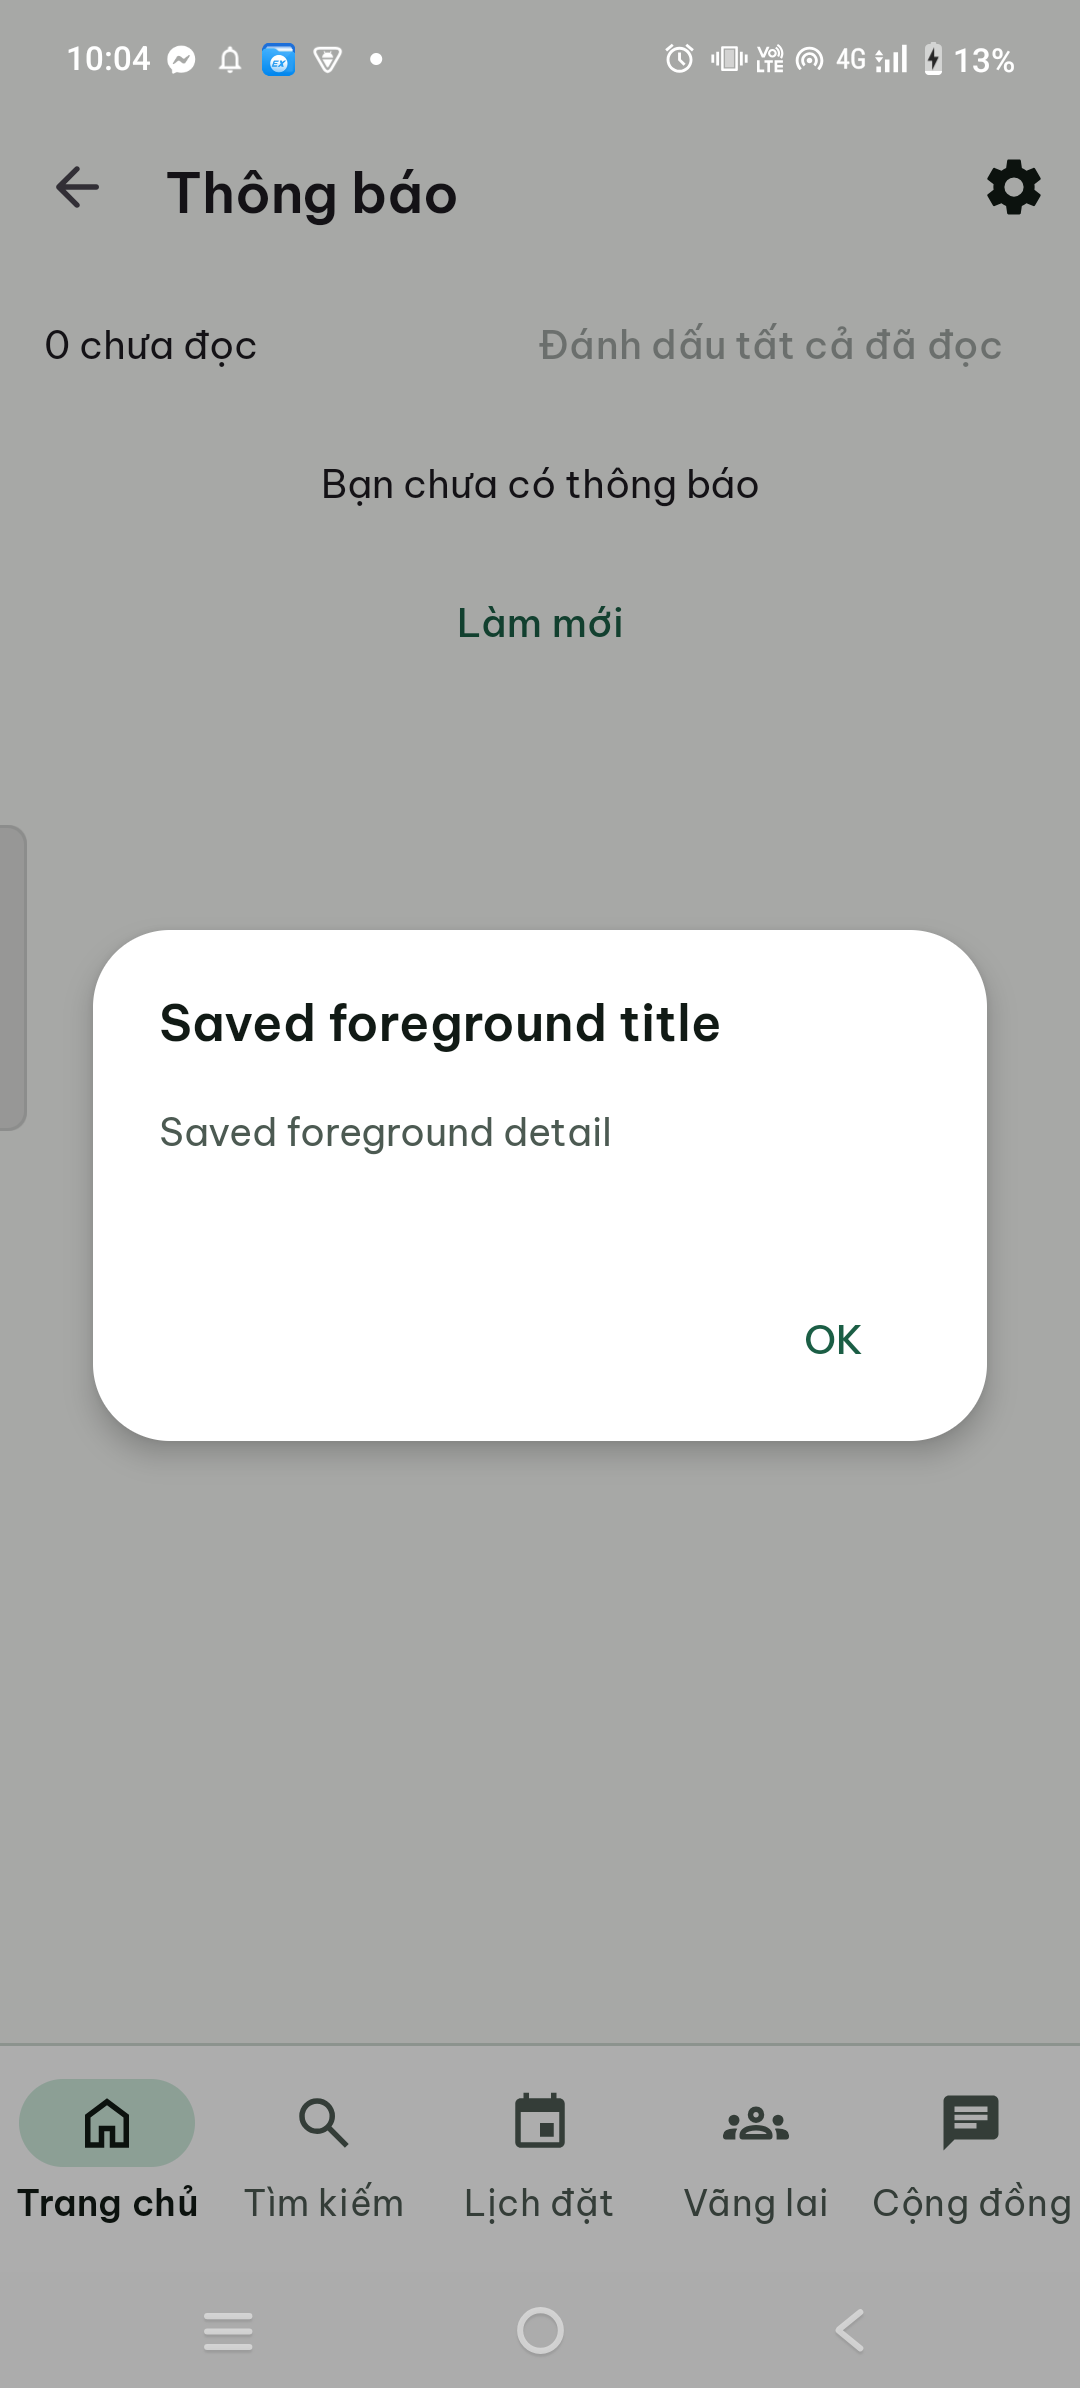 10:04 4G 13%
Thông báo
0 chưa đọc Đánh dấu tất cả đã đọc
Bạn chưa có thông báo
Làm mới
Saved foreground title
Saved foreground detail
OK
Trang chủ Tìm kiếm Lịch đặt Vãng lai Cộng đồng